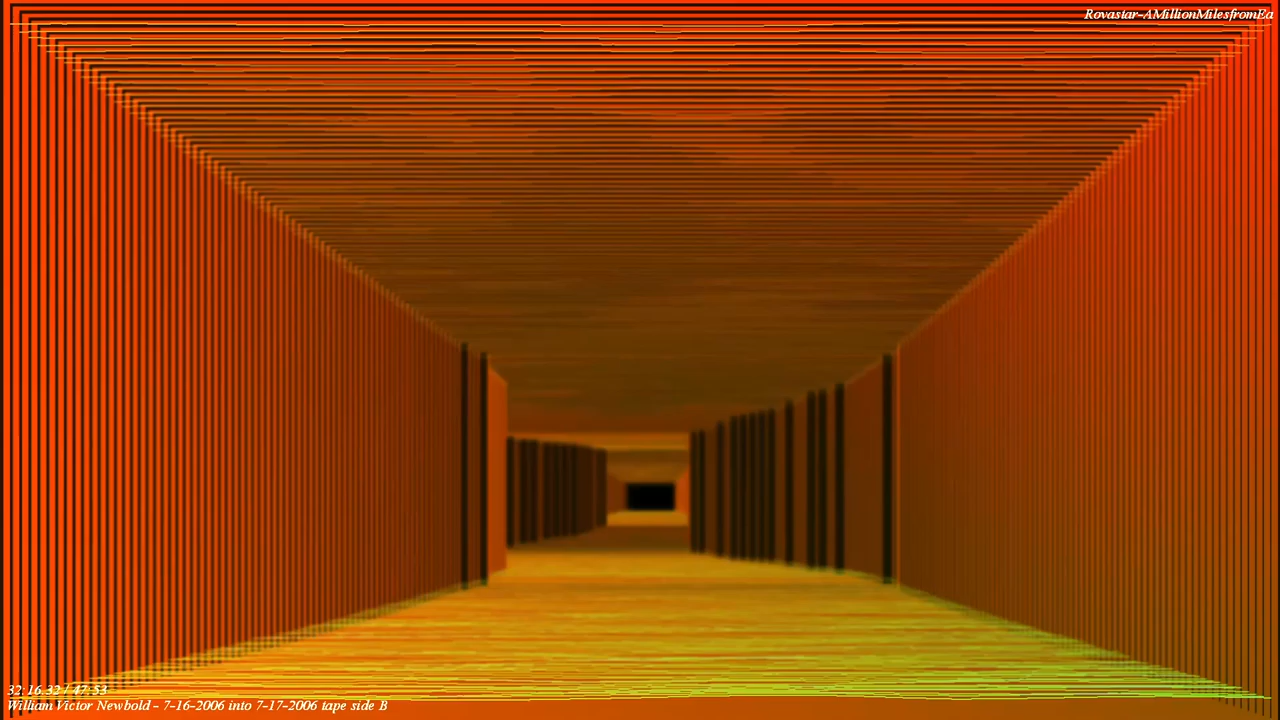 Rovastar-AMillionMilesfromEa
32:16.32 / 47:53
William Victor Newbold - 7-16-2006 into 7-17-2006 tape side B